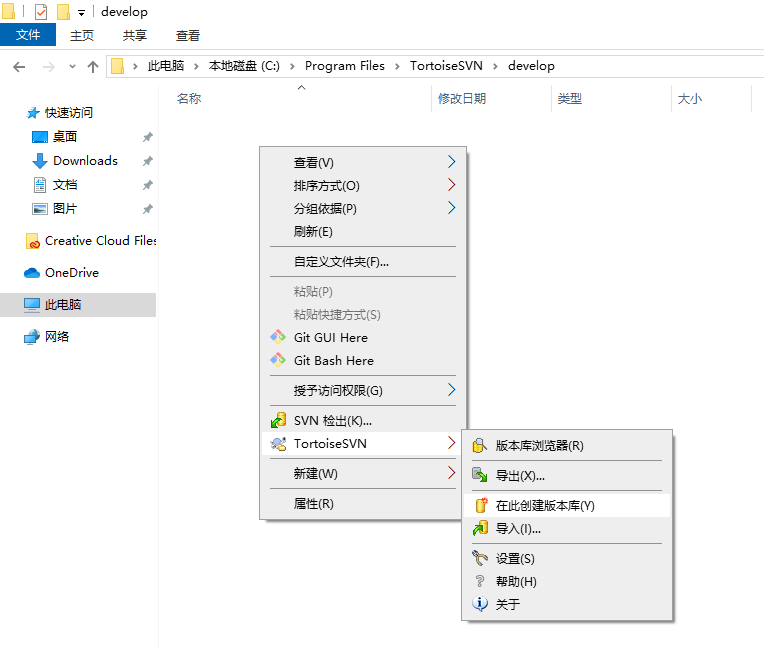 develop
文件 主页 共享 查看
此电脑 本地磁盘 (C:) Program Files TortoiseSVN develop
名称 修改日期 类型 大小
快速访问
桌面
Downloads
文档
图片
Creative Cloud Files
OneDrive
此电脑
网络
查看(V)
排序方式(O)
分组依据(P)
刷新(E)
自定义文件夹(F)...
粘贴(P)
粘贴快捷方式(S)
Git GUI Here
Git Bash Here
授予访问权限(G)
SVN 检出(K)...
TortoiseSVN
新建(W)
属性(R)
版本库浏览器(R)
导出(X)...
在此创建版本库(Y)
导入(I)...
设置(S)
帮助(H)
关于